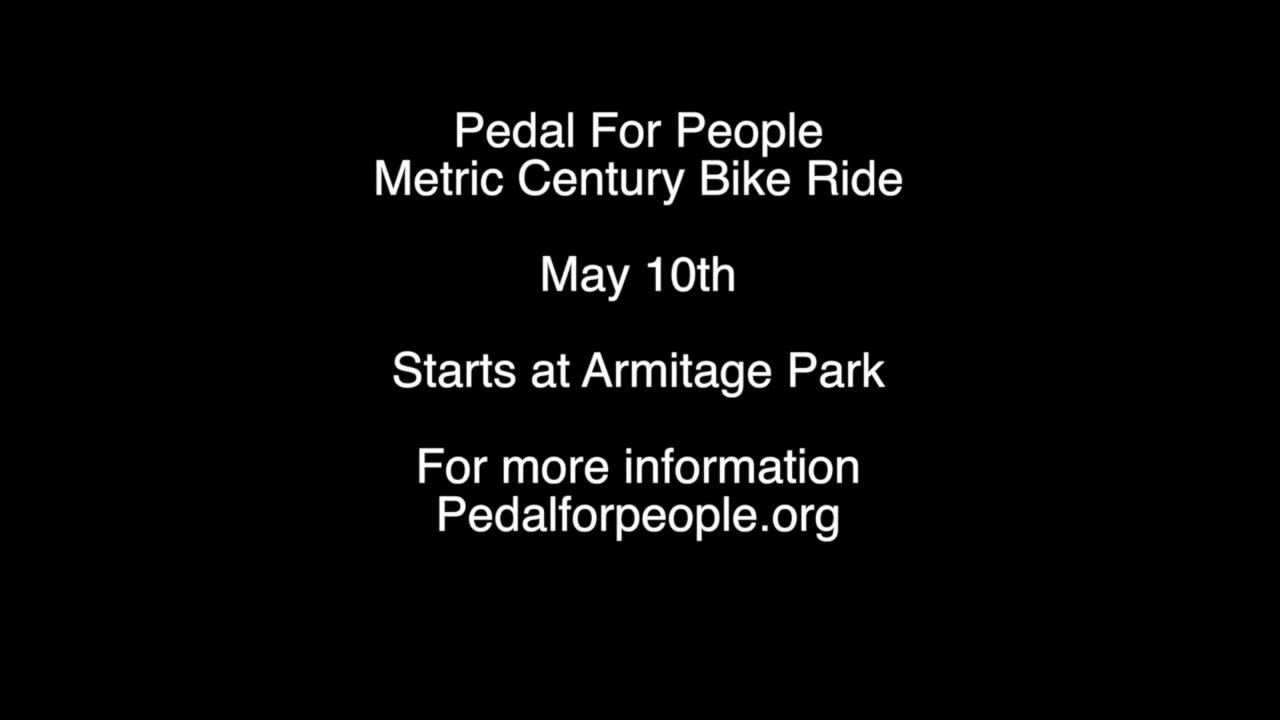 Pedal For People
Metric Century Bike Ride
May 10th
Starts at Armitage Park
For more information
Pedalforpeople.org